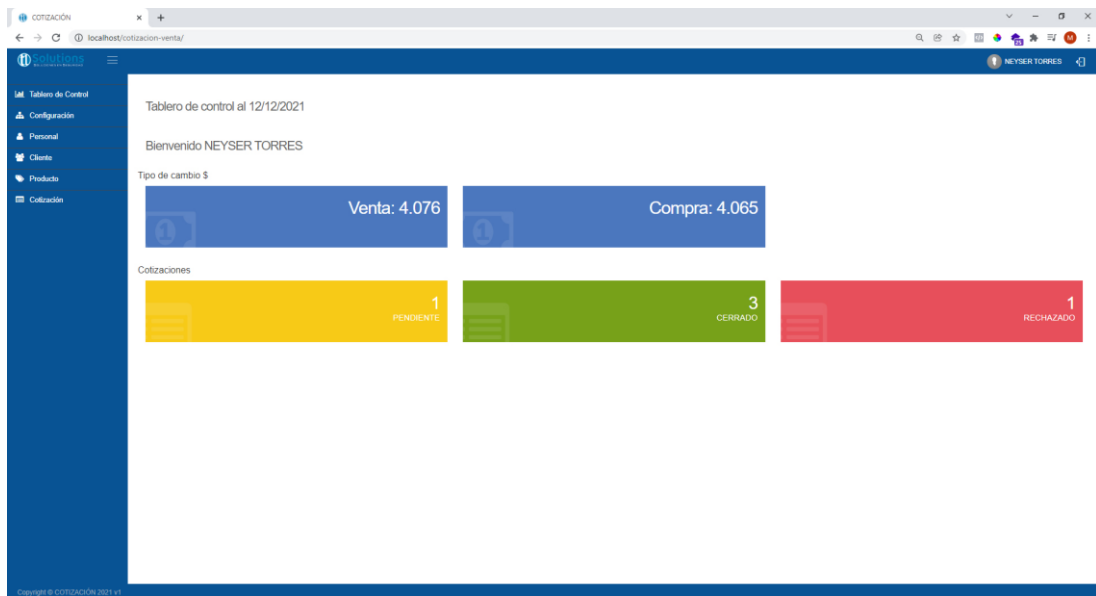 COTIZACIÓN
localhost/cotizacion-venta/
Solutions
NEYSER TORRES
Tablero de Control
Configuración
Personal
Cliente
Producto
Cotización
Tablero de control al 12/12/2021
Bienvenido NEYSER TORRES
Tipo de cambio $
Venta: 4.076
Compra: 4.065
Cotizaciones
1
PENDIENTE
3
CERRADO
1
RECHAZADO
Copyright © COTIZACIÓN 2021 v1